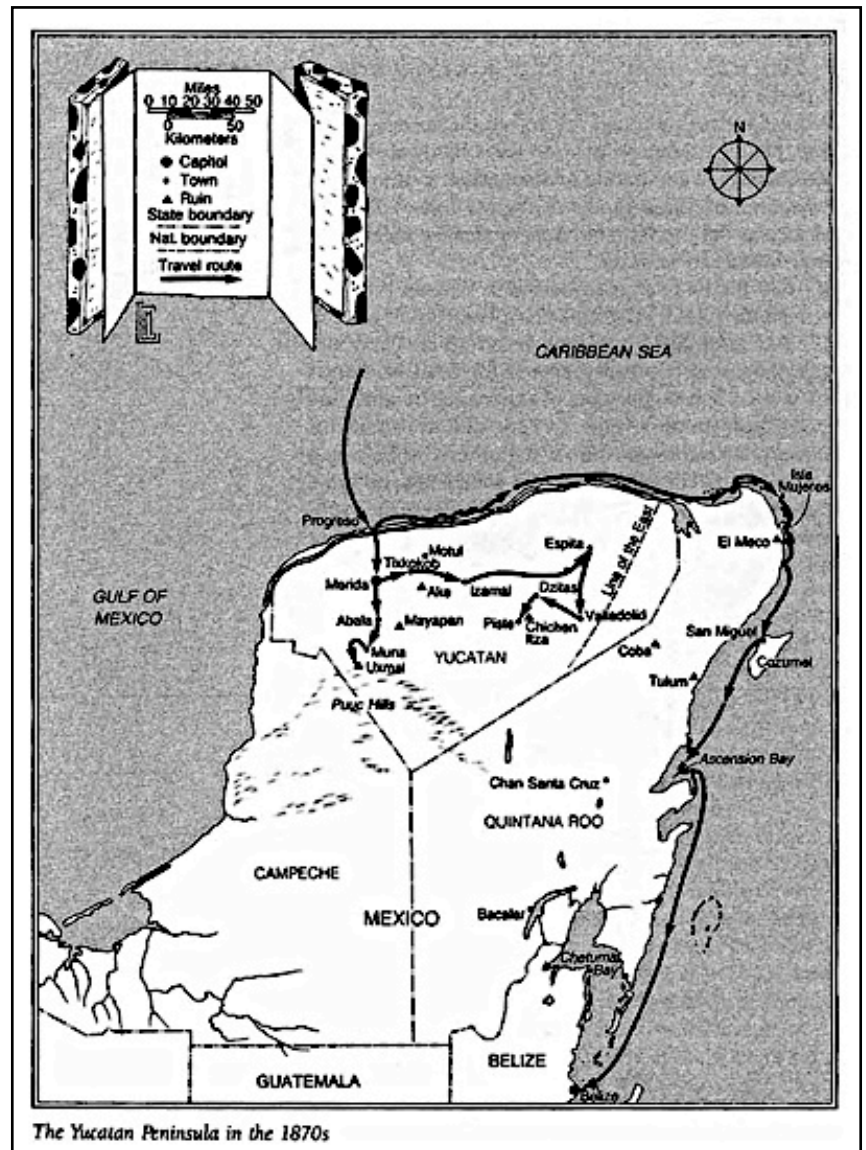 Miles
0 10 20 30 40 50
0 50
Kilometers
Capitol
Town
Ruin
State boundary
Nat. boundary
Travel route
N
CARIBBEAN SEA
Isla
Mujeres
Progreso
El Meco
Motul
Tixkokob
Espita
Line of the East
Merida
Ake
Izamal
Dzitas
GULF OF
MEXICO
Abala
Mayapan
Piste
Chicken
Itza
Valladolid
San Miguel
Muna
Uxmal
YUCATAN
Coba
Cozumel
Tulum
Puuc Hills
Ascension Bay
Chan Santa Cruz
QUINTANA ROO
CAMPECHE
MEXICO
Bacalar
Chetumal
Bay
BELIZE
GUATEMALA
Belize
The Yucatan Peninsula in the 1870s